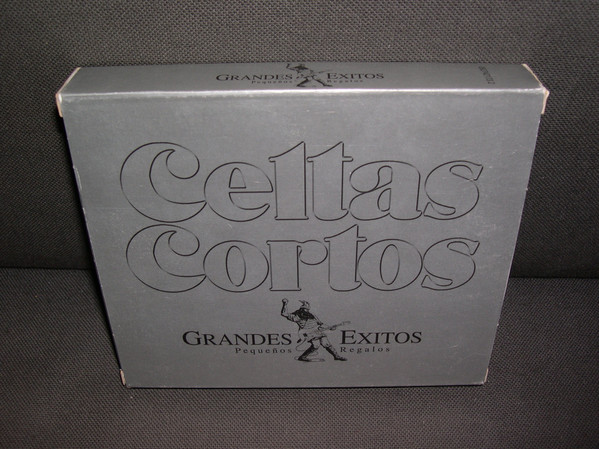 GRANDES EXITOS
Pequeños Regalos
Celtas
Cortos
GRANDES EXITOS
Pequeños Regalos